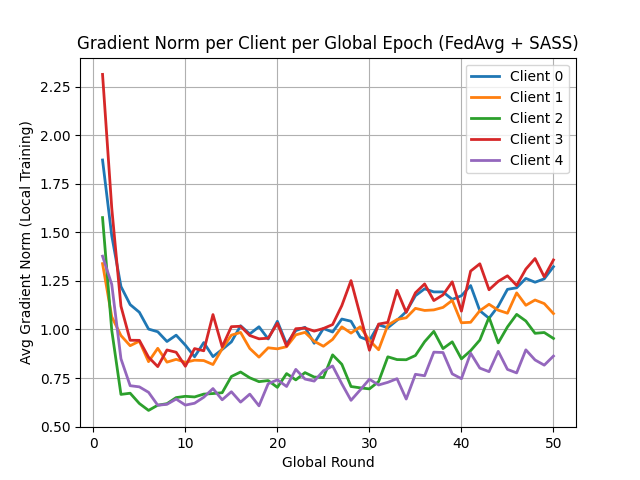 Gradient Norm per Client per Global Epoch (FedAvg + SASS)
Client 0
Client 1
Client 2
Client 3
Client 4
2.25
2.00
1.75
1.50
1.25
1.00
0.75
0.50
Avg Gradient Norm (Local Training)
0 10 20 30 40 50
Global Round